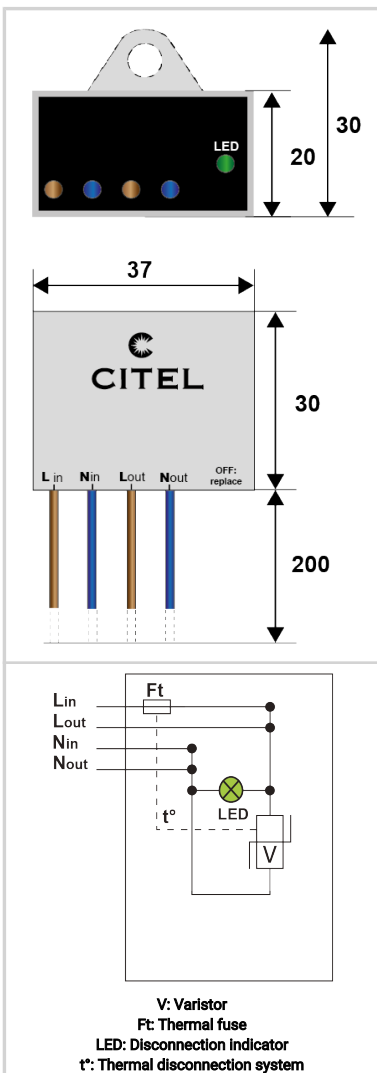 LED
20
30
37
CITEL
30
L in Nin Lout Nout OFF:
replace
200
Ft
Lin
Lout
Nin
Nout
LED
t°
V
V: Varistor
Ft: Thermal fuse
LED: Disconnection indicator
t°: Thermal disconnection system